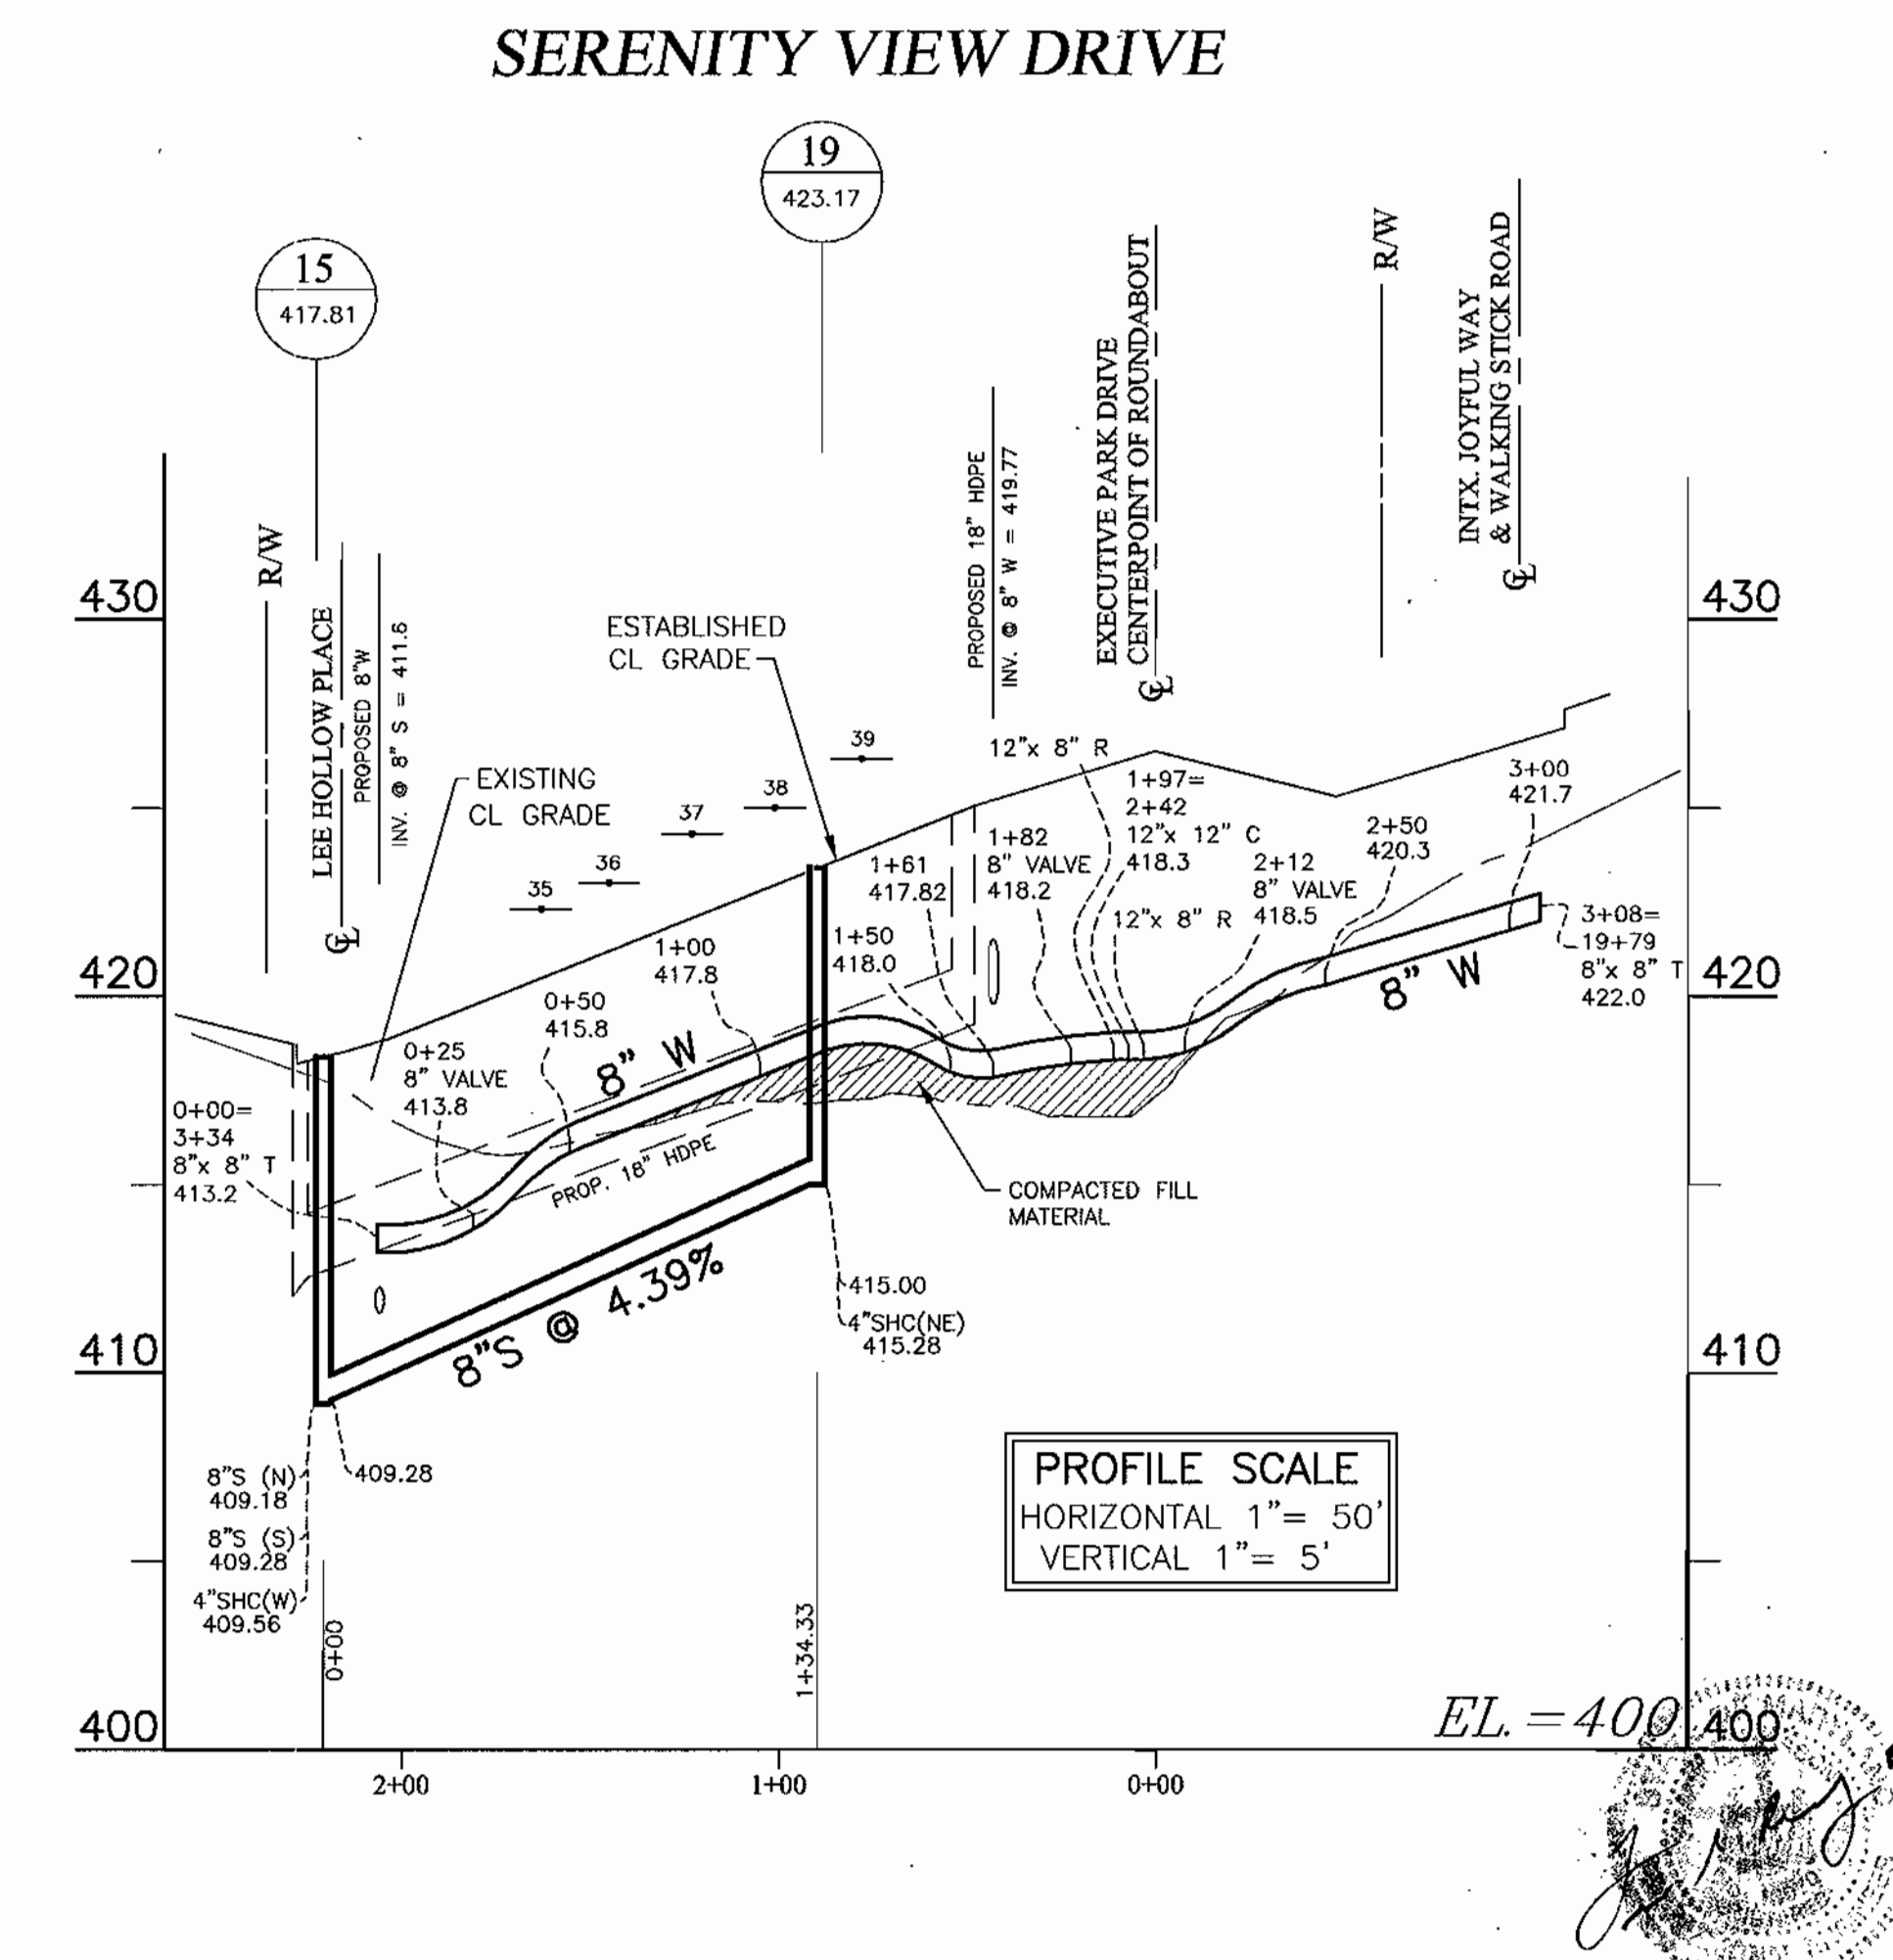 SERENITY VIEW DRIVE
19
423.17
15
417.81
R/W
LEE HOLLOW PLACE
PROPOSED 8"W
INV. @ 8" S = 411.6
℄
ESTABLISHED
CL GRADE
EXISTING
CL GRADE
PROPOSED 18" HDPE
INV. @ 8" W = 419.77
EXECUTIVE PARK DRIVE
CENTERPOINT OF ROUNDABOUT
℄
R/W
INTX. JOYFUL WAY
& WALKING STICK ROAD
℄
430
430
420
420
410
410
400
400
35
36
37
38
39
0+00=
3+34
8"x 8" T
413.2
0+25
8" VALVE
413.8
0+50
415.8
8" W
1+00
417.8
1+50
418.0
1+61
417.82
1+82
8" VALVE
418.2
12"x 8" R
1+97=
2+42
12"x 12" C
418.3
12"x 8" R
2+12
8" VALVE
418.5
2+50
420.3
3+00
421.7
8" W
3+08=
19+79
8"x 8" T
422.0
PROP. 18" HDPE
COMPACTED FILL
MATERIAL
8"S @ 4.39%
415.00
4"SHC(NE)
415.28
409.28
8"S (N)
409.18
8"S (S)
409.28
4"SHC(W)
409.56
0+00
1+34.33
PROFILE SCALE
HORIZONTAL 1"= 50'
VERTICAL 1"= 5'
EL. = 400
2+00
1+00
0+00